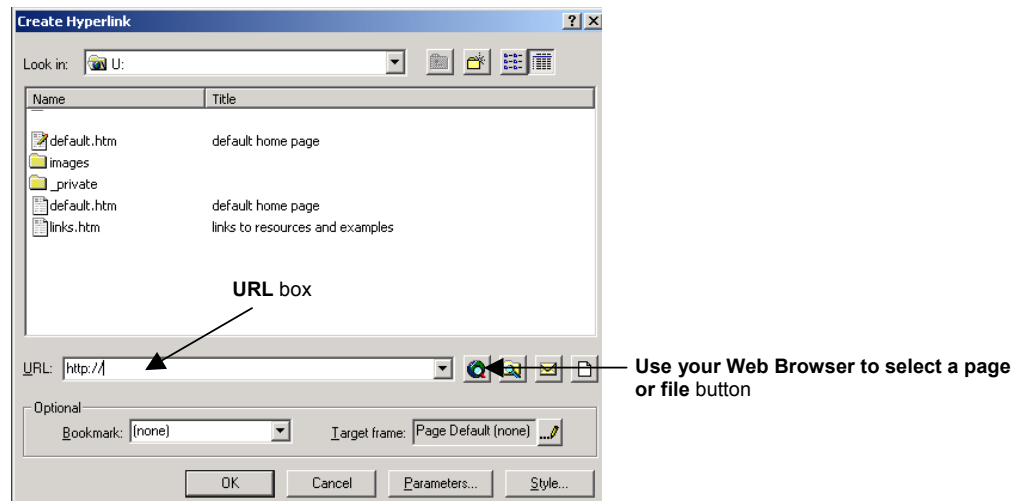 Create Hyperlink
Look in: U:
Name Title
default.htm default home page
images
_private
default.htm default home page
links.htm links to resources and examples
URL box
URL: http://
Use your Web Browser to select a page
or file button
Optional
Bookmark: (none) Target frame: Page Default (none) ...
OK Cancel Parameters... Style...